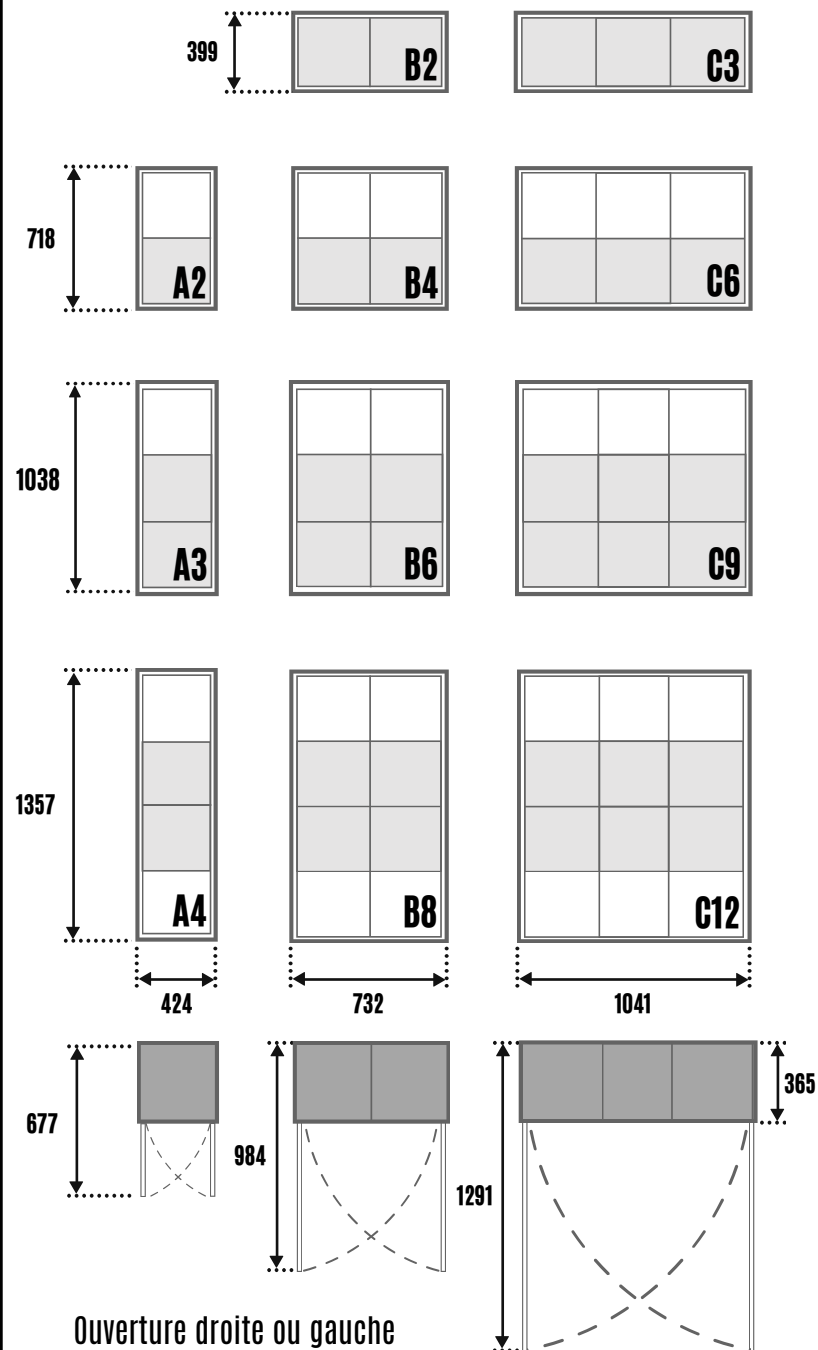 399
B2
C3
718
A2
B4
C6
1038
A3
B6
C9
1357
A4
B8
C12
424
732
1041
677
984
1291
365
Ouverture droite ou gauche